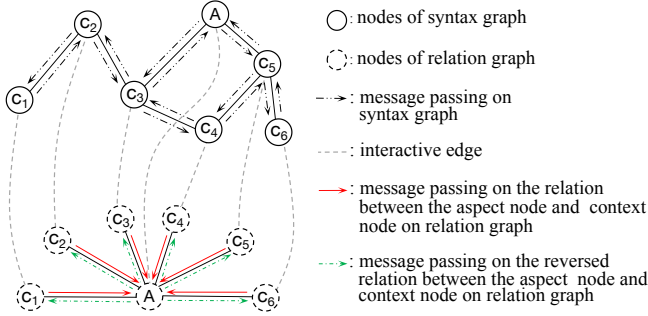 A
C2
C5
C3
C1
C4
C6
C3
C4
C2
C5
C1
A
C6
: nodes of syntax graph
: nodes of relation graph
: message passing on
syntax graph
: interactive edge
: message passing on the relation
between the aspect node and context
node on relation graph
: message passing on the reversed
relation between the aspect node and
context node on relation graph